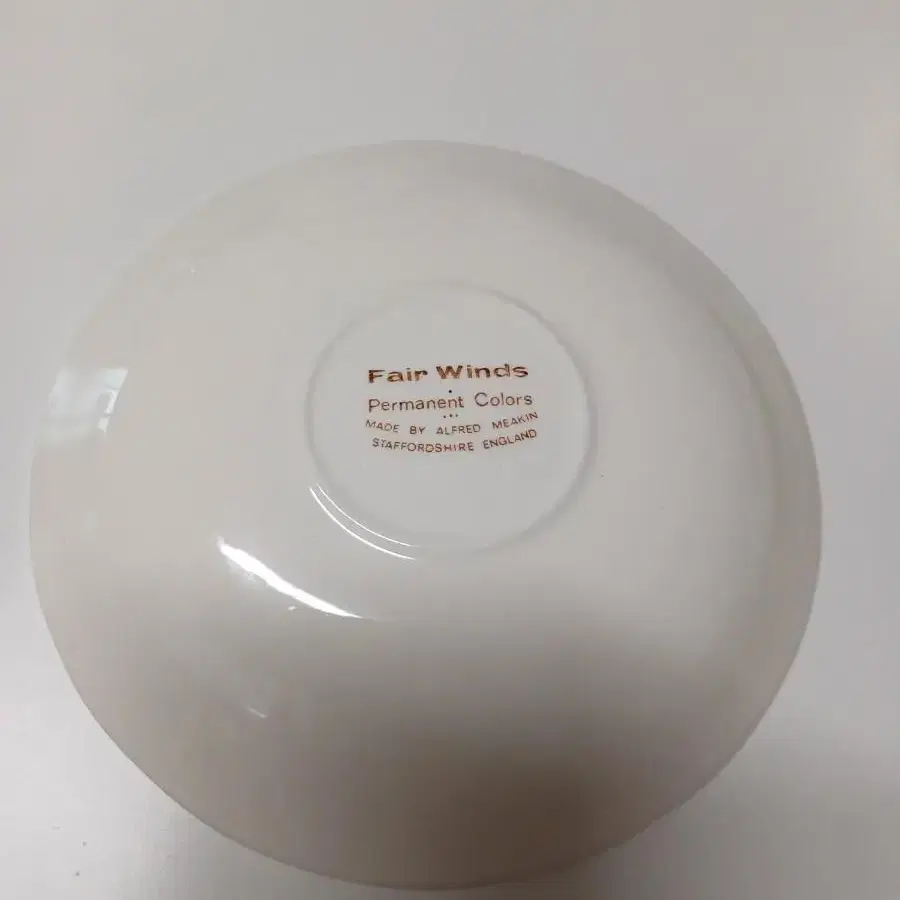 Fair Winds
Permanent Colors
MADE BY ALFRED MEAKIN
STAFFORDSHIRE ENGLAND